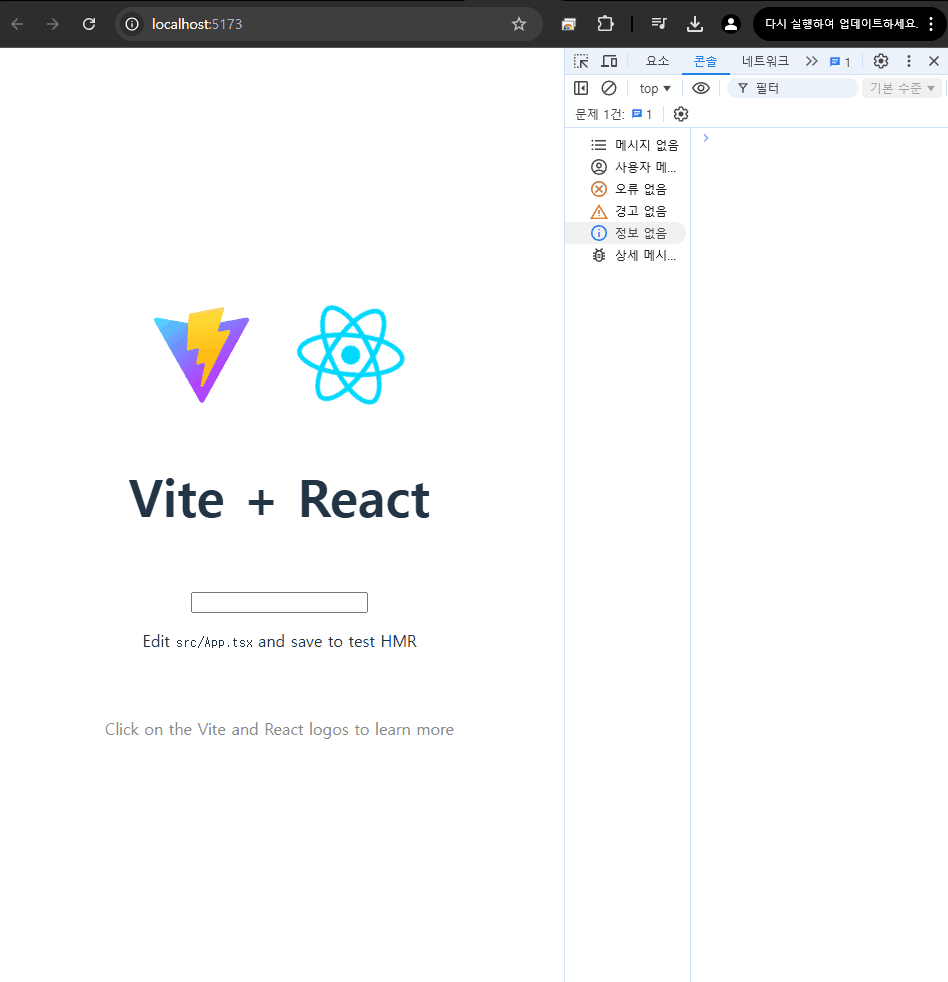 localhost:5173
다시 실행하여 업데이트하세요.
요소
콘솔
네트워크
1
top
필터
기본 수준
문제 1건:
1
메시지 없음
사용자 메...
오류 없음
경고 없음
정보 없음
상세 메시...
Vite + React
Edit src/App.tsx and save to test HMR
Click on the Vite and React logos to learn more